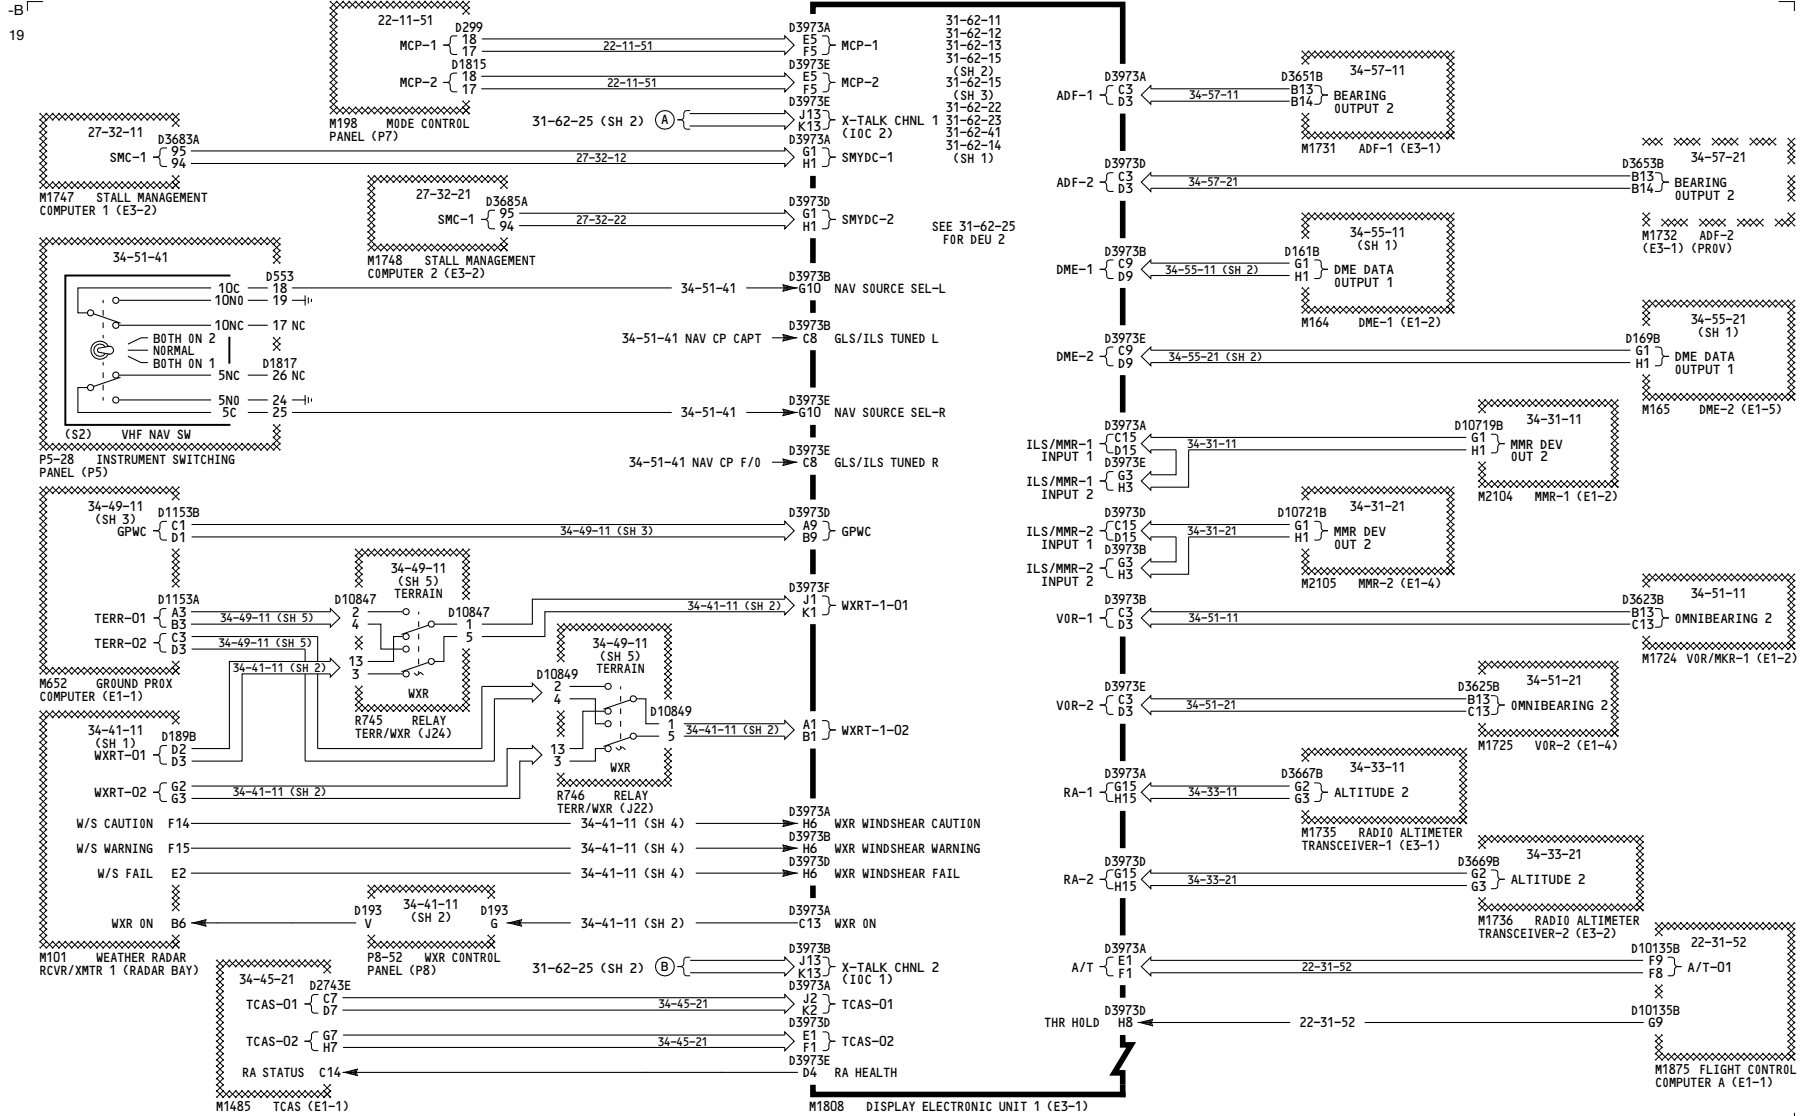 -B
19
22-11-51
D299
MCP-1 18
17
22-11-51
D3973A
E5
F5
MCP-1
D1815
MCP-2 18
17
22-11-51
D3973E
E5
F5
MCP-2
M198 MODE CONTROL
PANEL (P7)
31-62-25 (SH 2) A
D3973E
J13
K13
X-TALK CHNL 1
(IOC 2)
27-32-11
D3683A
SMC-1 95
94
27-32-12
D3973A
G1
H1
SMYDC-1
M1747 STALL MANAGEMENT
COMPUTER 1 (E3-2)
27-32-21
D3685A
SMC-1 95
94
27-32-22
D3973D
G1
H1
SMYDC-2
M1748 STALL MANAGEMENT
COMPUTER 2 (E3-2)
34-51-41
D553
10C 18
34-51-41
D3973B
G10 NAV SOURCE SEL-L
10NO 19
10NC 17 NC
BOTH ON 2
NORMAL
BOTH ON 1
34-51-41 NAV CP CAPT
D3973B
C8 GLS/ILS TUNED L
D1817
5NC 26 NC
5NO 24
5C 25
34-51-41
D3973E
G10 NAV SOURCE SEL-R
(S2) VHF NAV SW
P5-28 INSTRUMENT SWITCHING
PANEL (P5)
34-51-41 NAV CP F/O
D3973E
C8 GLS/ILS TUNED R
34-49-11
(SH 3)
D1153B
GPWC C1
D1
34-49-11 (SH 3)
D3973D
A9
B9
GPWC
D1153A
TERR-01 A3
B3
34-49-11 (SH 5)
TERR-02 C3
D3
34-49-11 (SH 5)
34-41-11 (SH 2)
M652 GROUND PROX
COMPUTER (E1-1)
34-49-11
(SH 5)
TERRAIN
D10847
2
4
13
3
D10847
1
5
WXR
R745 RELAY
TERR/WXR (J24)
34-41-11 (SH 2)
D3973F
J1
K1
WXRT-1-01
34-49-11
(SH 5)
TERRAIN
D10849
2
4
13
3
D10849
1
5
WXR
R746 RELAY
TERR/WXR (J22)
34-41-11 (SH 2)
A1
B1
WXRT-1-02
34-41-11
(SH 1)
D189B
WXRT-01 D2
D3
WXRT-02 G2
G3
34-41-11 (SH 2)
W/S CAUTION F14
34-41-11 (SH 4)
D3973A
H6 WXR WINDSHEAR CAUTION
W/S WARNING F15
34-41-11 (SH 4)
D3973B
H6 WXR WINDSHEAR WARNING
W/S FAIL E2
34-41-11 (SH 4)
D3973D
H6 WXR WINDSHEAR FAIL
WXR ON B6
D193
V
34-41-11
(SH 2)
D193
G
34-41-11 (SH 2)
D3973A
C13 WXR ON
M101 WEATHER RADAR
RCVR/XMTR 1 (RADAR BAY)
P8-52 WXR CONTROL
PANEL (P8)
31-62-25 (SH 2) B
D3973B
J13
K13
X-TALK CHNL 2
(IOC 1)
34-45-21
D2743E
TCAS-01 C7
D7
34-45-21
D3973A
J2
K2
TCAS-01
TCAS-02 G7
H7
34-45-21
D3973D
E1
F1
TCAS-02
RA STATUS C14
D3973E
D4 RA HEALTH
M1485 TCAS (E1-1)
M1808 DISPLAY ELECTRONIC UNIT 1 (E3-1)
31-62-11
31-62-12
31-62-13
31-62-15
(SH 2)
31-62-15
(SH 3)
31-62-22
31-62-23
31-62-41
31-62-14
(SH 1)
SEE 31-62-25
FOR DEU 2
D3973A
ADF-1 C3
D3
34-57-11
D3651B
B13
B14
34-57-11
BEARING
OUTPUT 2
M1731 ADF-1 (E3-1)
D3973D
ADF-2 C3
D3
34-57-21
D3653B
B13
B14
34-57-21
BEARING
OUTPUT 2
M1732 ADF-2
(E3-1) (PROV)
D3973B
DME-1 C9
D9
34-55-11 (SH 2)
D161B
G1
H1
34-55-11
(SH 1)
DME DATA
OUTPUT 1
M164 DME-1 (E1-2)
D3973E
DME-2 C9
D9
34-55-21 (SH 2)
D169B
G1
H1
34-55-21
(SH 1)
DME DATA
OUTPUT 1
M165 DME-2 (E1-5)
D3973A
ILS/MMR-1
INPUT 1
C15
D15
34-31-11
D10719B
G1
H1
34-31-11
MMR DEV
OUT 2
M2104 MMR-1 (E1-2)
D3973E
ILS/MMR-1
INPUT 2
G3
H3
D3973D
ILS/MMR-2
INPUT 1
C15
D15
34-31-21
D10721B
G1
H1
34-31-21
MMR DEV
OUT 2
M2105 MMR-2 (E1-4)
D3973B
ILS/MMR-2
INPUT 2
G3
H3
D3973B
VOR-1 C3
D3
34-51-11
D3623B
B13
C13
34-51-11
OMNIBEARING 2
M1724 VOR/MKR-1 (E1-2)
D3973E
VOR-2 C3
D3
34-51-21
D3625B
B13
C13
34-51-21
OMNIBEARING 2
M1725 VOR-2 (E1-4)
D3973A
RA-1 G15
H15
34-33-11
D3667B
G2
G3
34-33-11
ALTITUDE 2
M1735 RADIO ALTIMETER
TRANSCEIVER-1 (E3-1)
D3973D
RA-2 G15
H15
34-33-21
D3669B
G2
G3
34-33-21
ALTITUDE 2
M1736 RADIO ALTIMETER
TRANSCEIVER-2 (E3-2)
D3973A
A/T E1
F1
22-31-52
D10135B
F9
F8
22-31-52
A/T-01
D3973D
THR HOLD H8
22-31-52
D10135B
G9
M1875 FLIGHT CONTROL
COMPUTER A (E1-1)